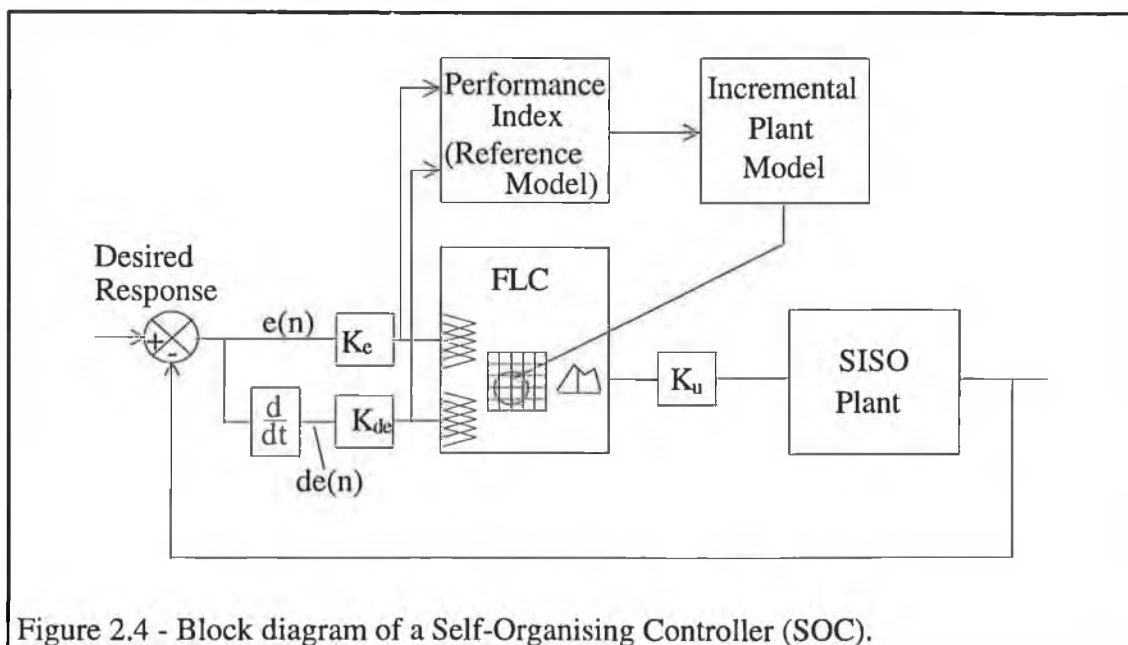 Performance
Index
(Reference
Model)
Incremental
Plant
Model
Desired
Response
+
-
e(n)
Ke
d
dt
de(n)
Kde
FLC
Ku
SISO
Plant
Figure 2.4 - Block diagram of a Self-Organising Controller (SOC).